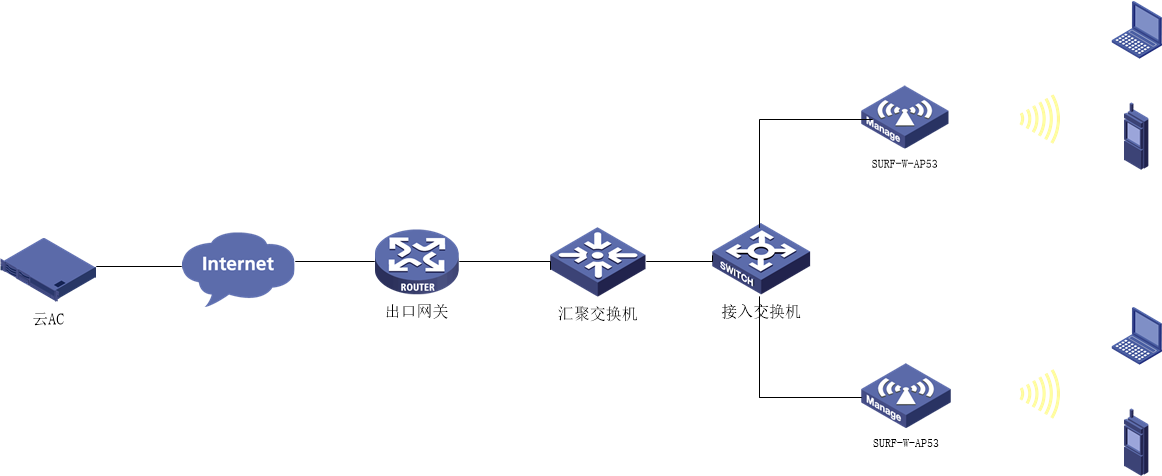 Manage
SURF-W-AP53
云AC
Internet
ROUTER
出口网关
汇聚交换机
SWITCH
接入交换机
Manage
SURF-W-AP53